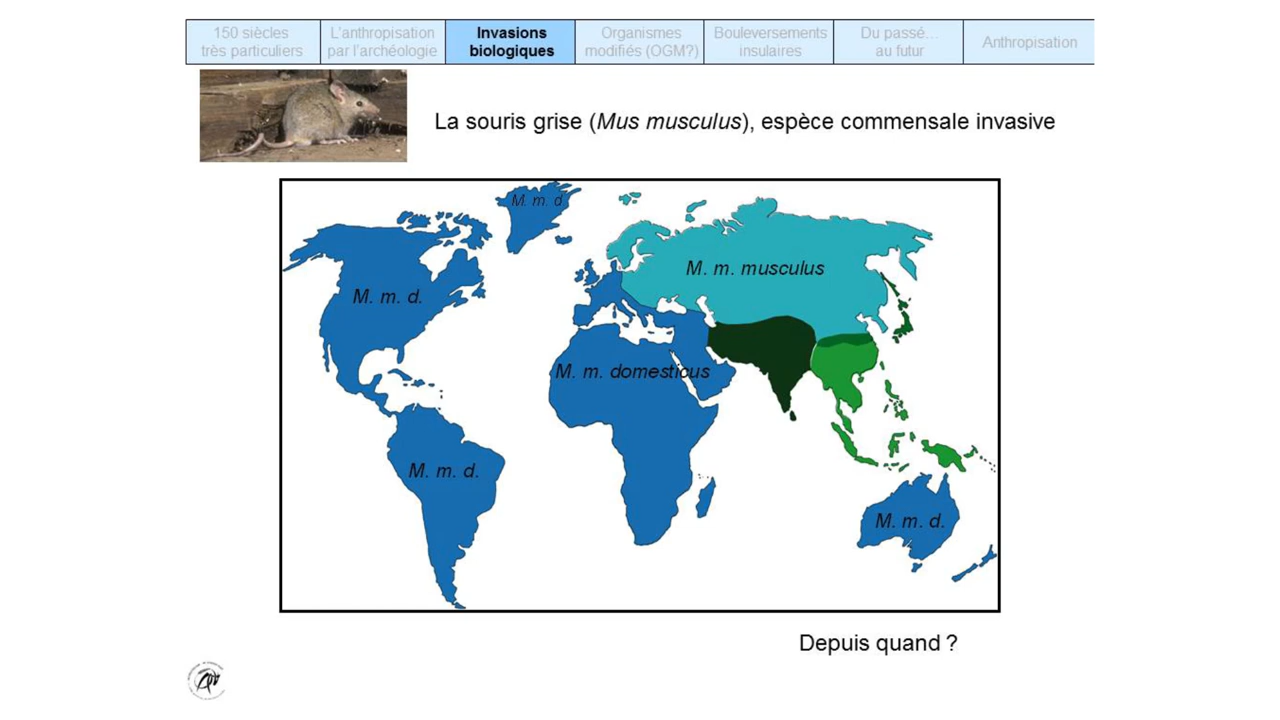 150 siècles
très particuliers
L'anthropisation
par l'archéologie
Invasions
biologiques
Organismes
modifiés (OGM?)
Bouleversements
insulaires
Du passé...
au futur
Anthropisation
La souris grise (Mus musculus), espèce commensale invasive
M. m. d.
M. m. musculus
M. m. d.
M. m. domesticus
M. m. d.
M. m. d.
Depuis quand ?